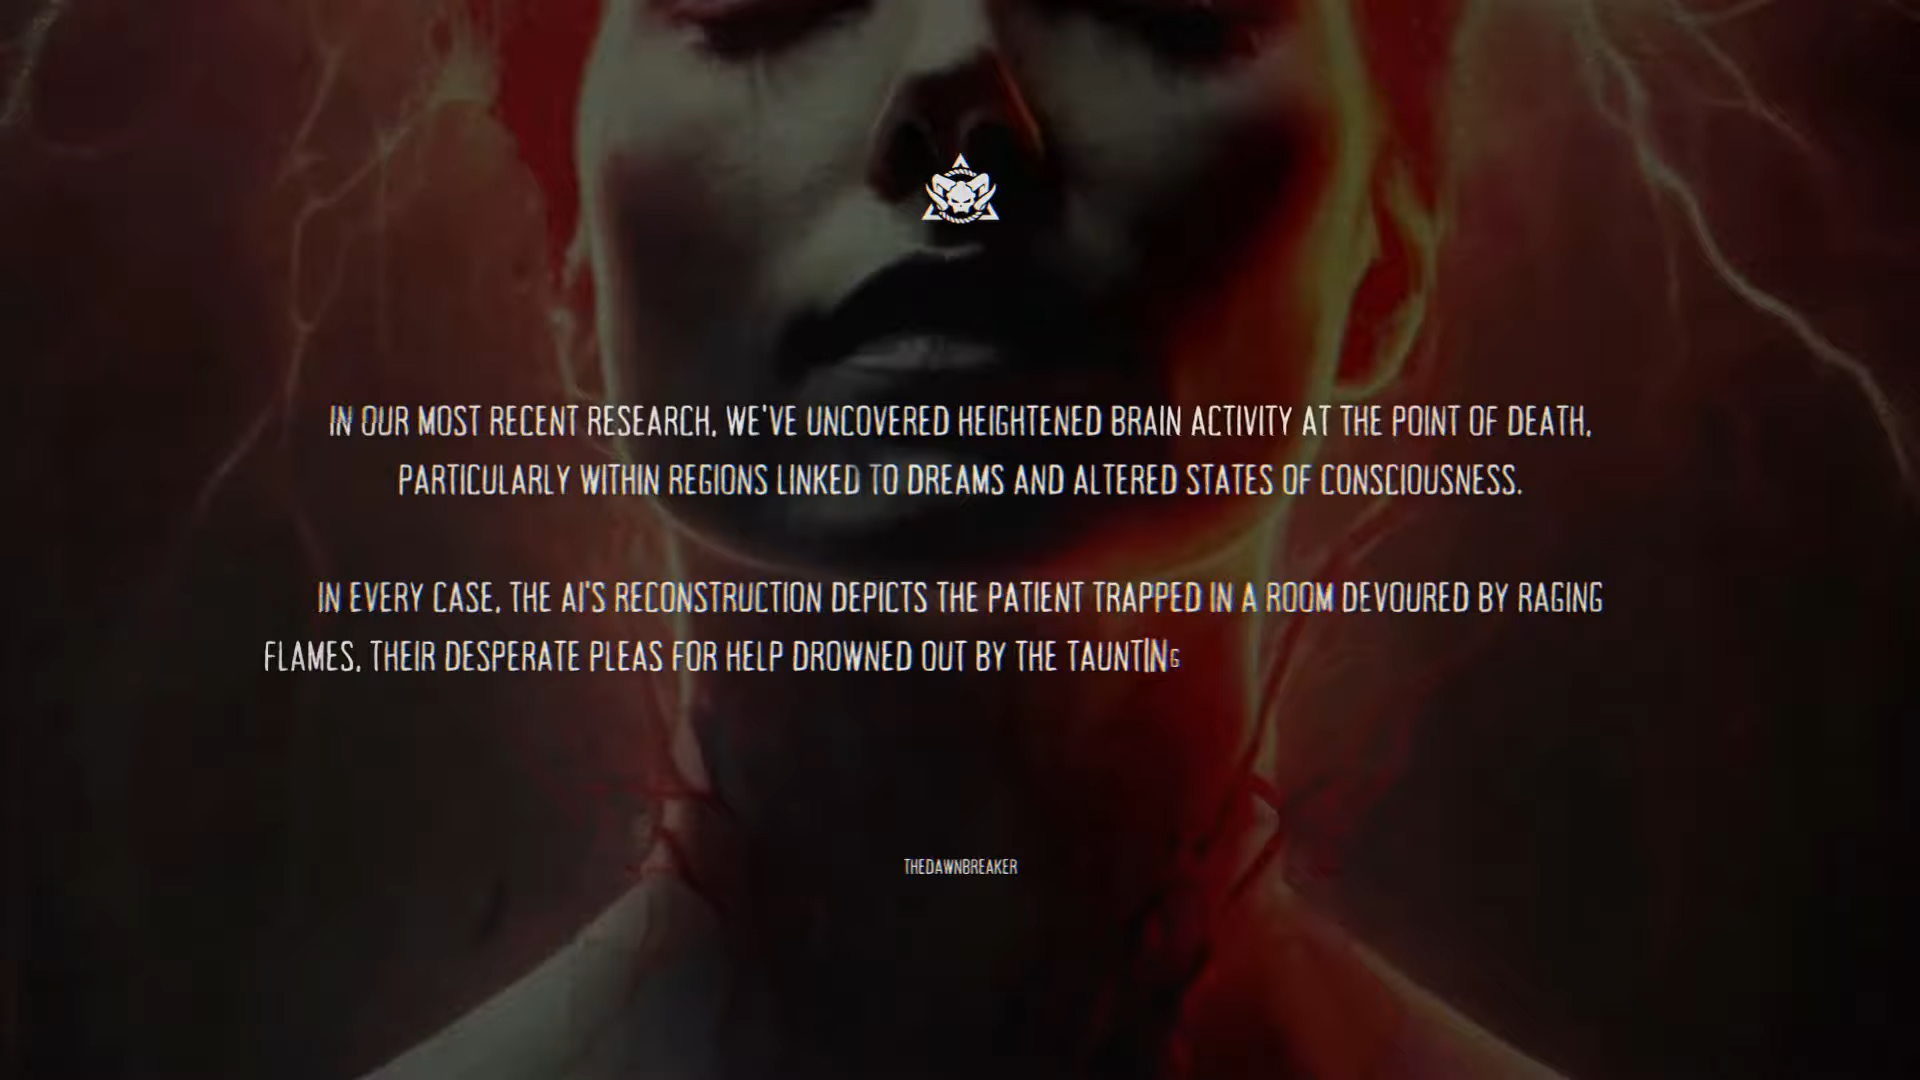 IN OUR MOST RECENT RESEARCH, WE'VE UNCOVERED HEIGHTENED BRAIN ACTIVITY AT THE POINT OF DEATH,
PARTICULARLY WITHIN REGIONS LINKED TO DREAMS AND ALTERED STATES OF CONSCIOUSNESS.
IN EVERY CASE, THE AI'S RECONSTRUCTION DEPICTS THE PATIENT TRAPPED IN A ROOM DEVOURED BY RAGING
FLAMES, THEIR DESPERATE PLEAS FOR HELP DROWNED OUT BY THE TAUNTING
THEDAWNBREAKER